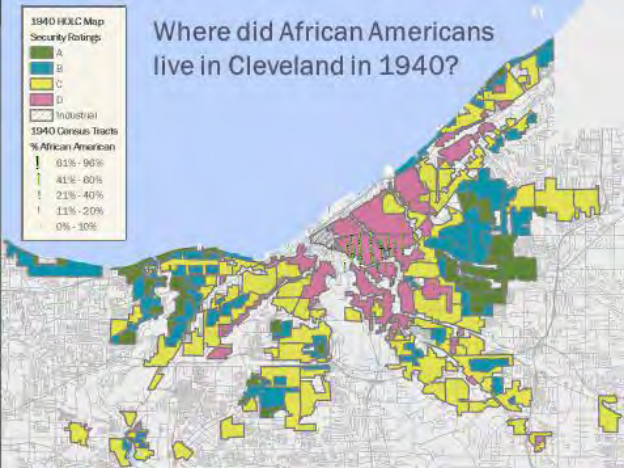 Where did African Americans
live in Cleveland in 1940?
1940 HOLC Map
Security Ratings
A
B
C
D
Industrial
1940 Census Tracts
% African American
61% - 96%
41% - 60%
21% - 40%
11% - 20%
0% - 10%